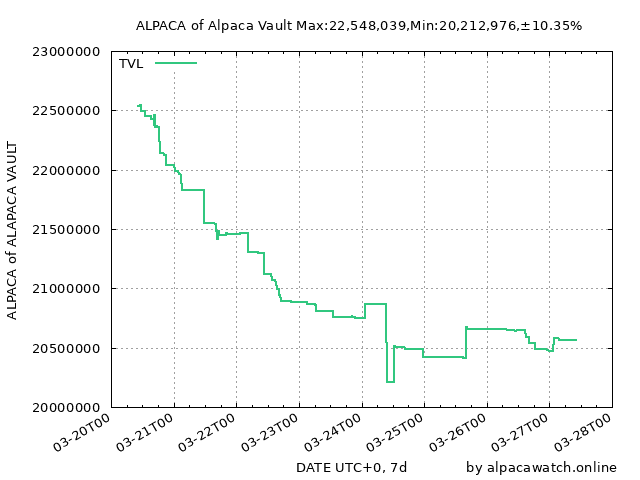 ALPACA of Alpaca Vault Max:22,548,039,Min:20,212,976,±10.35%
TVL
ALPACA of ALAPACA VAULT
23000000
22500000
22000000
21500000
21000000
20500000
20000000
03-20T00
03-21T00
03-22T00
03-23T00
03-24T00
03-25T00
03-26T00
03-27T00
03-28T00
DATE UTC+0, 7d
by alpacawatch.online